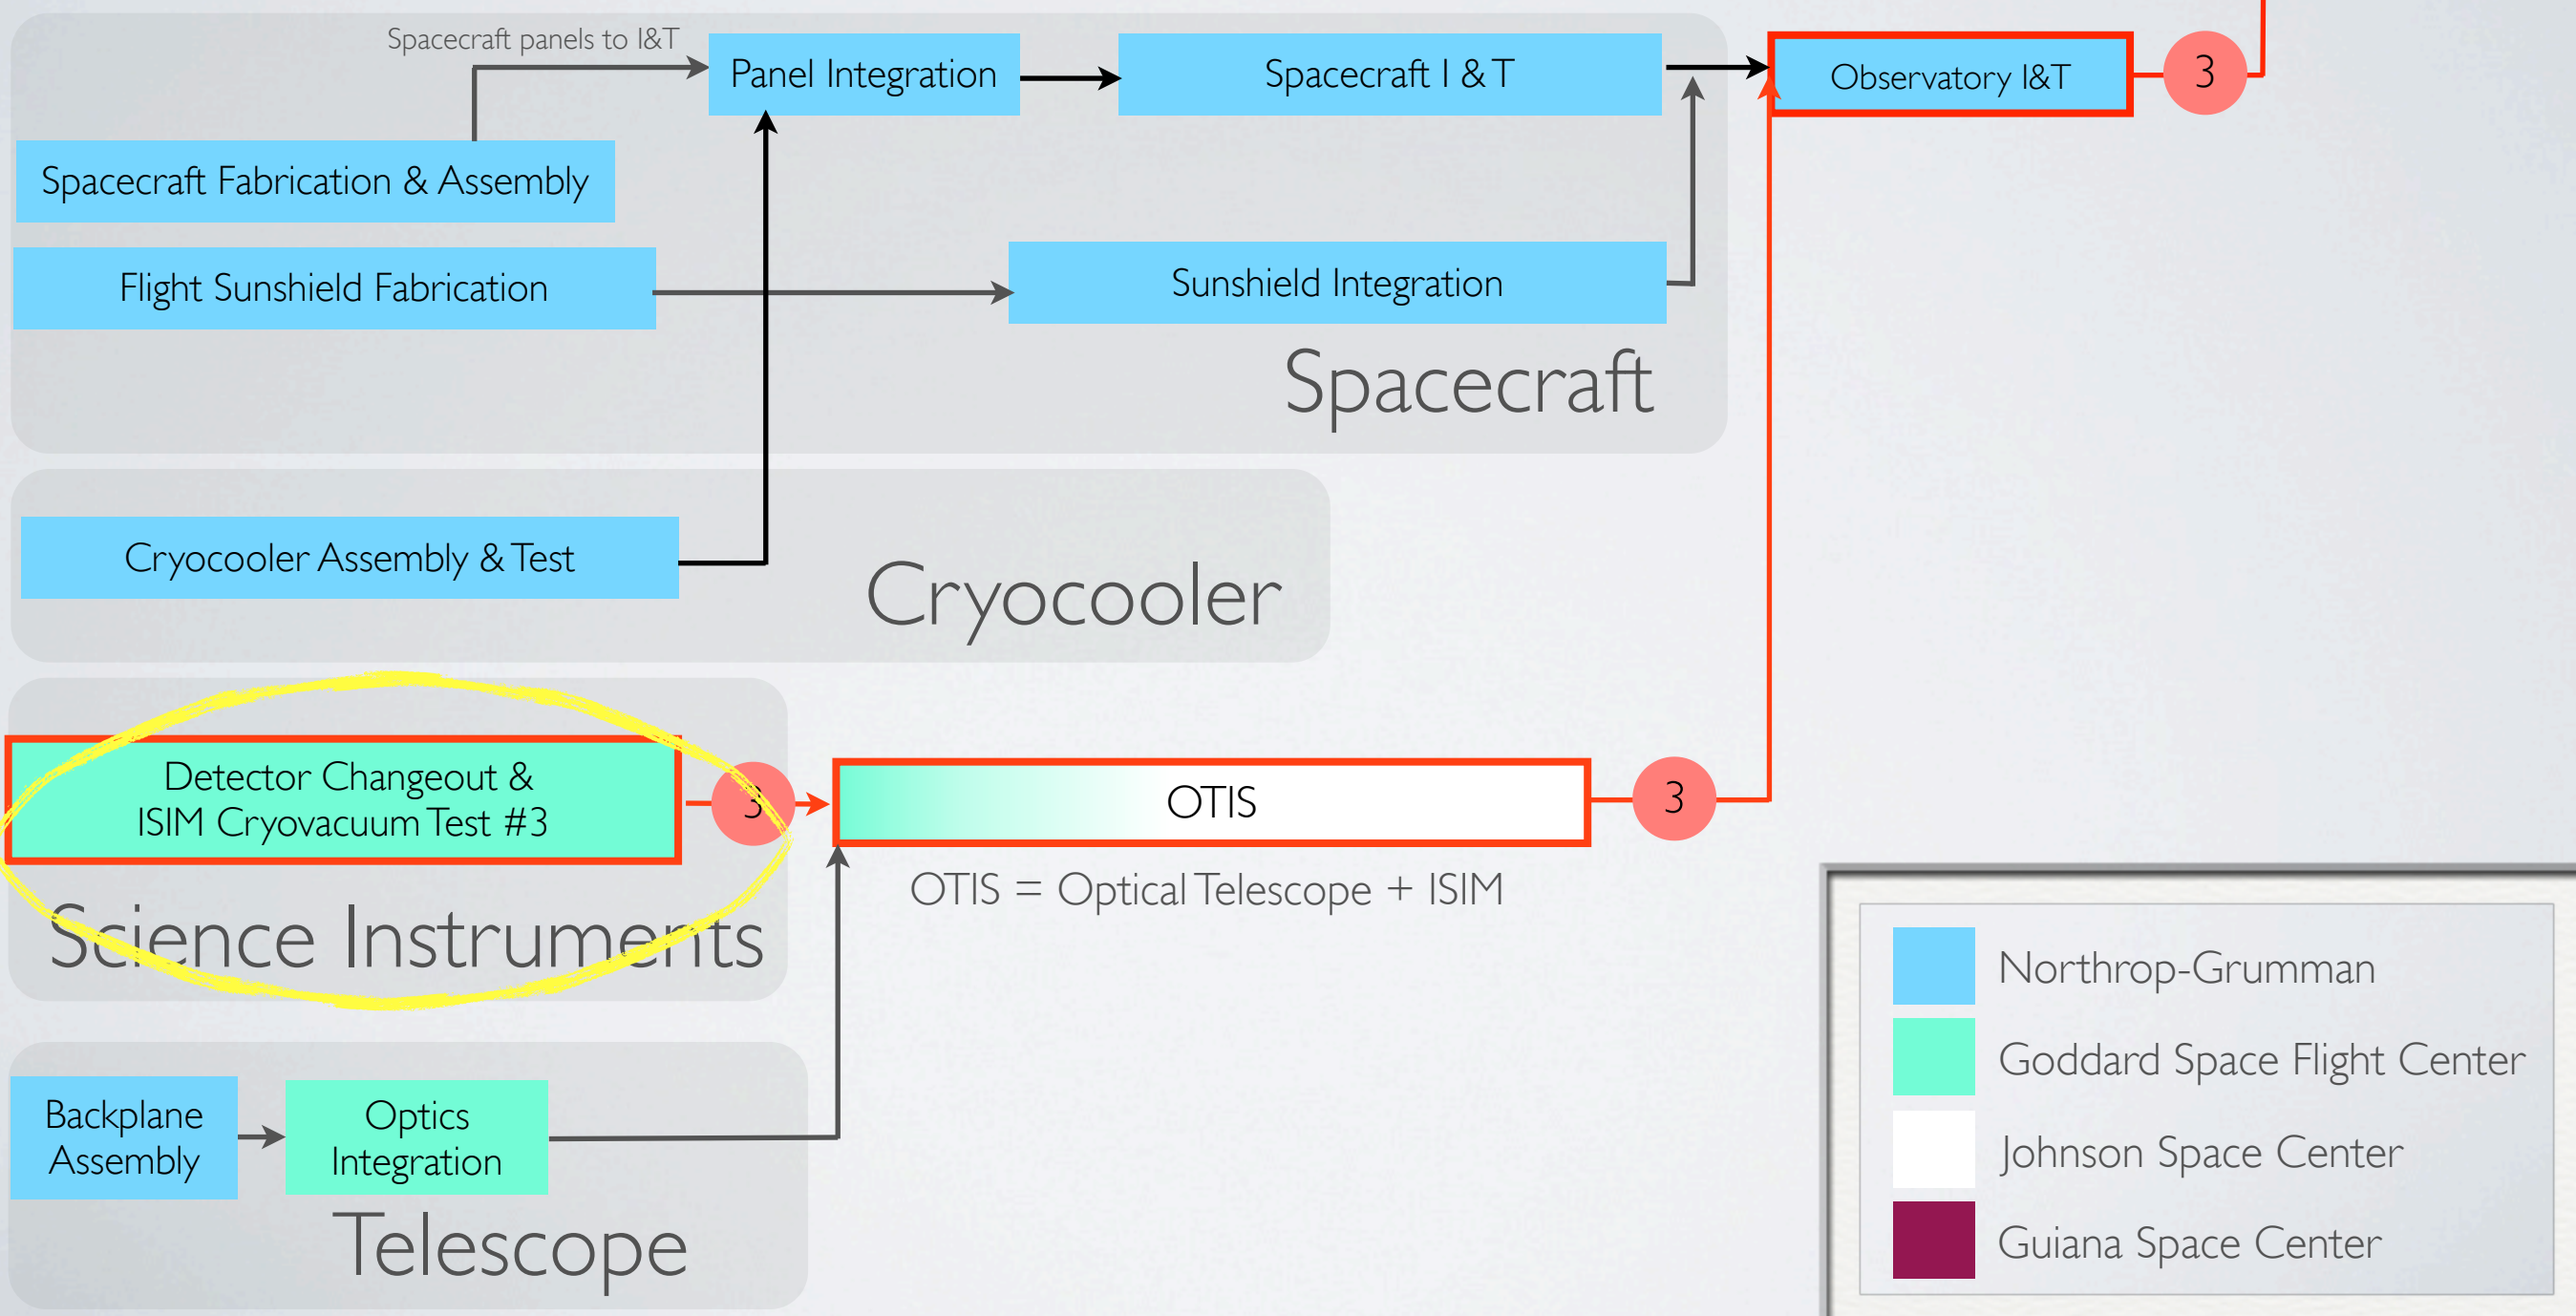 Spacecraft panels to I&T
Panel Integration
Spacecraft I & T
Observatory I&T
3
Spacecraft Fabrication & Assembly
Flight Sunshield Fabrication
Sunshield Integration
Spacecraft
Cryocooler Assembly & Test
Cryocooler
Detector Changeout &
ISIM Cryovacuum Test #3
3
OTIS
3
OTIS = Optical Telescope + ISIM
Science Instruments
Backplane
Assembly
Optics
Integration
Telescope
Northrop-Grumman
Goddard Space Flight Center
Johnson Space Center
Guiana Space Center